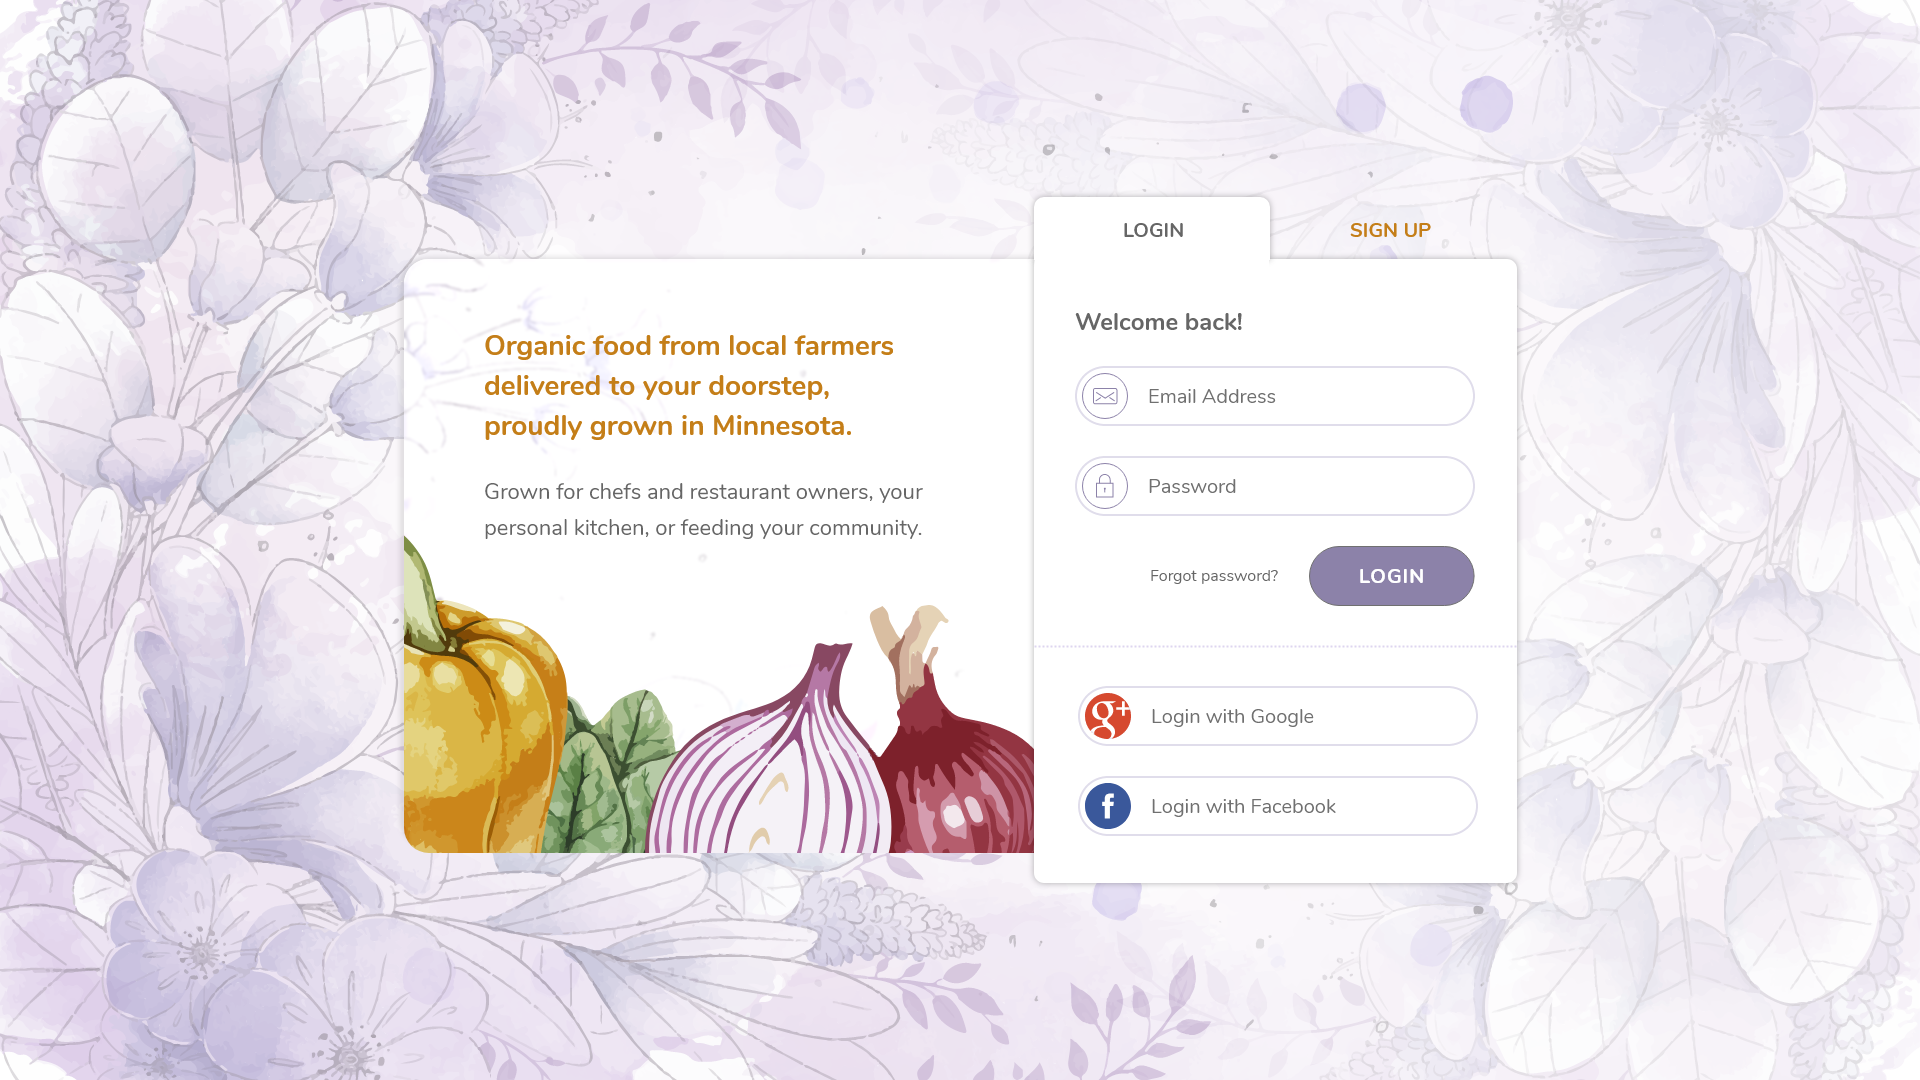 LOGIN
SIGN UP
Organic food from local farmers
delivered to your doorstep,
proudly grown in Minnesota.
Grown for chefs and restaurant owners, your
personal kitchen, or feeding your community.
Welcome back!
Email Address
Password
Forgot password?
LOGIN
g+
Login with Google
f
Login with Facebook